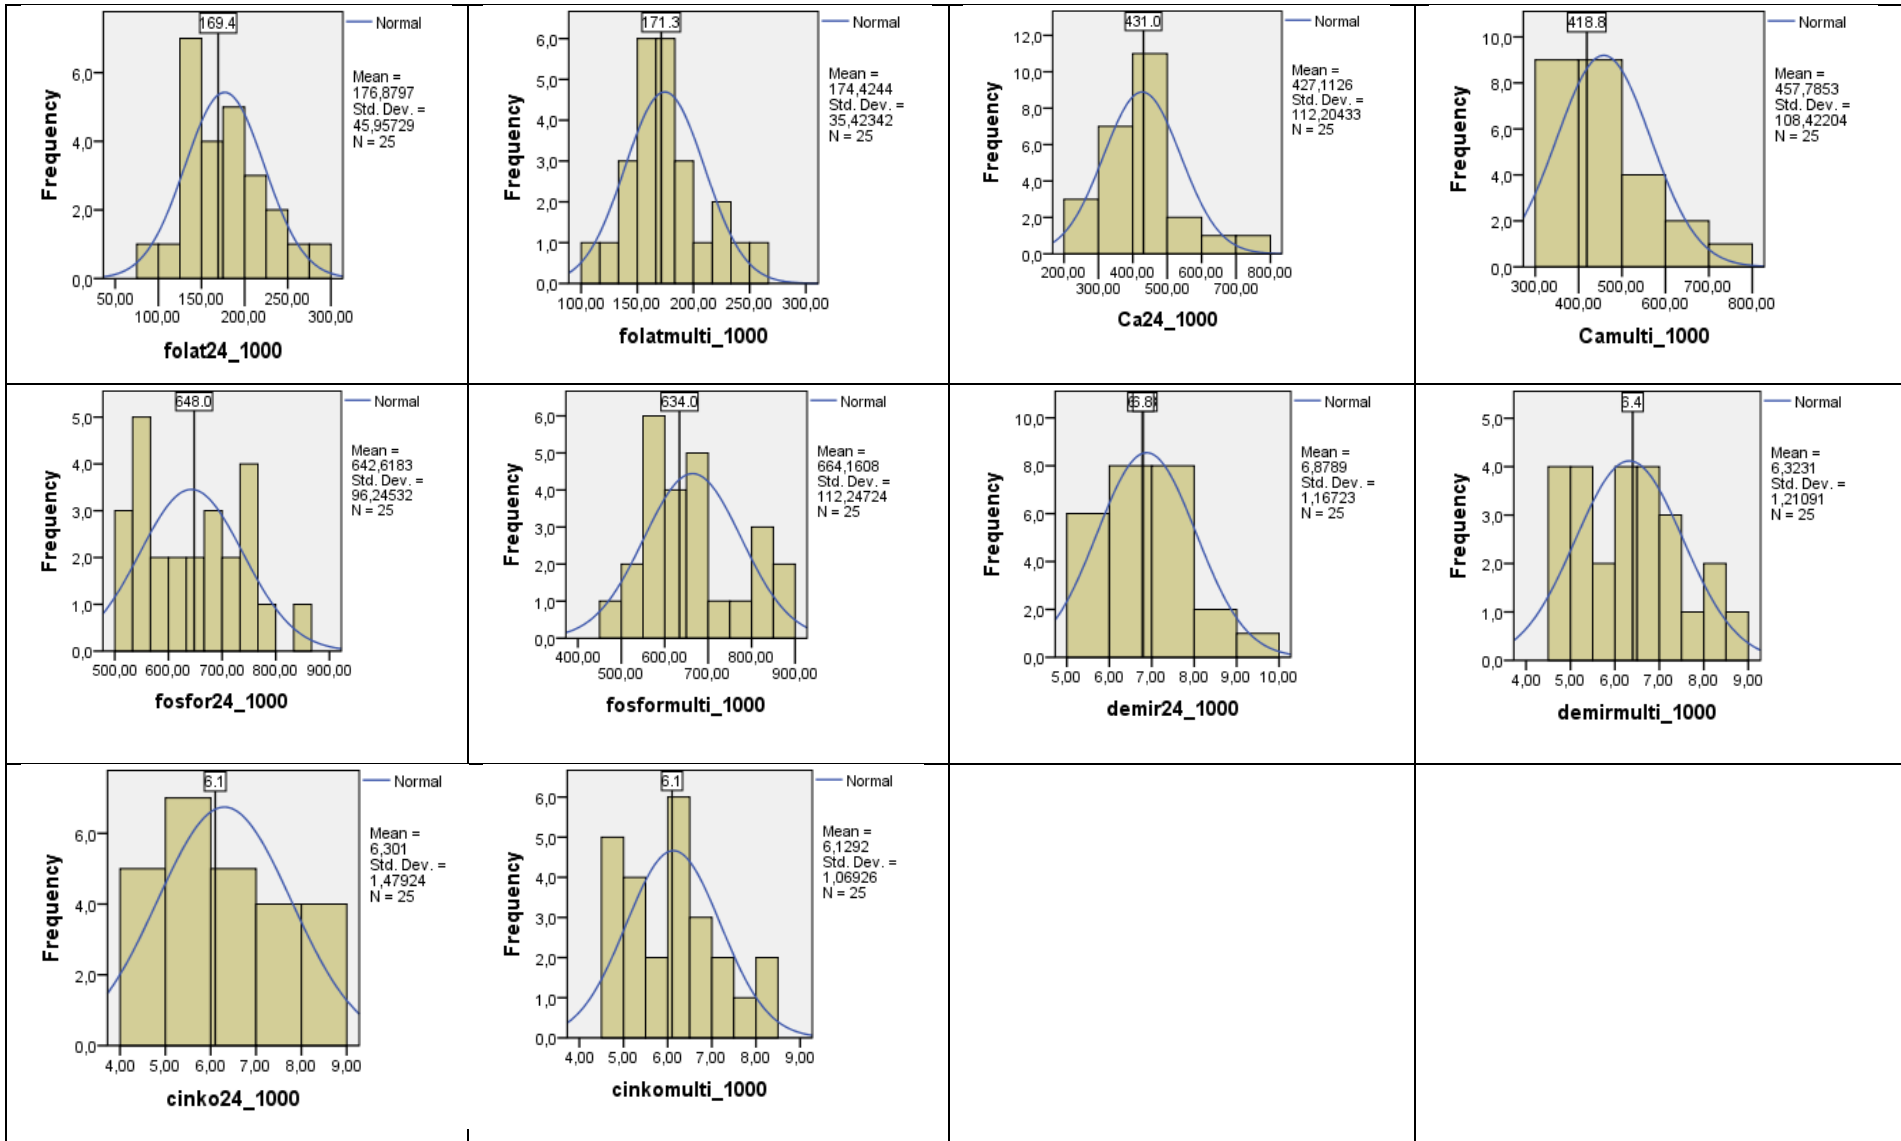 169.4
Normal
Mean =
176,8797
Std. Dev. =
45,95729
N = 25
Frequency
6,0
4,0
2,0
0,0
50,00 150,00 250,00
100,00 200,00 300,00
folat24_1000
171.3
Normal
Mean =
174,4244
Std. Dev. =
35,42342
N = 25
Frequency
6,0
5,0
4,0
3,0
2,0
1,0
0,0
100,00 150,00 200,00 250,00 300,00
folatmulti_1000
431.0
Normal
Mean =
427,1126
Std. Dev. =
112,20433
N = 25
Frequency
12,0
10,0
8,0
6,0
4,0
2,0
0,0
200,00 400,00 600,00 800,00
300,00 500,00 700,00
Ca24_1000
418.8
Normal
Mean =
457,7853
Std. Dev. =
108,42204
N = 25
Frequency
10,0
8,0
6,0
4,0
2,0
0,0
300,00 500,00 700,00
400,00 600,00 800,00
Camulti_1000
648.0
Normal
Mean =
642,6183
Std. Dev. =
96,24532
N = 25
Frequency
5,0
4,0
3,0
2,0
1,0
0,0
500,00 600,00 700,00 800,00 900,00
fosfor24_1000
634.0
Normal
Mean =
664,1608
Std. Dev. =
112,24724
N = 25
Frequency
6,0
5,0
4,0
3,0
2,0
1,0
0,0
400,00 600,00 800,00
500,00 700,00 900,00
fosformulti_1000
6.8
Normal
Mean =
6,8789
Std. Dev. =
1,16723
N = 25
Frequency
10,0
8,0
6,0
4,0
2,0
0,0
5,00 6,00 7,00 8,00 9,00 10,00
demir24_1000
6.4
Normal
Mean =
6,3231
Std. Dev. =
1,21091
N = 25
Frequency
5,0
4,0
3,0
2,0
1,0
0,0
4,00 5,00 6,00 7,00 8,00 9,00
demirmulti_1000
6.1
Normal
Mean =
6,301
Std. Dev. =
1,47924
N = 25
Frequency
6,0
4,0
2,0
0,0
4,00 5,00 6,00 7,00 8,00 9,00
cinko24_1000
6.1
Normal
Mean =
6,1292
Std. Dev. =
1,06926
N = 25
Frequency
6,0
5,0
4,0
3,0
2,0
1,0
0,0
4,00 5,00 6,00 7,00 8,00 9,00
cinkomulti_1000